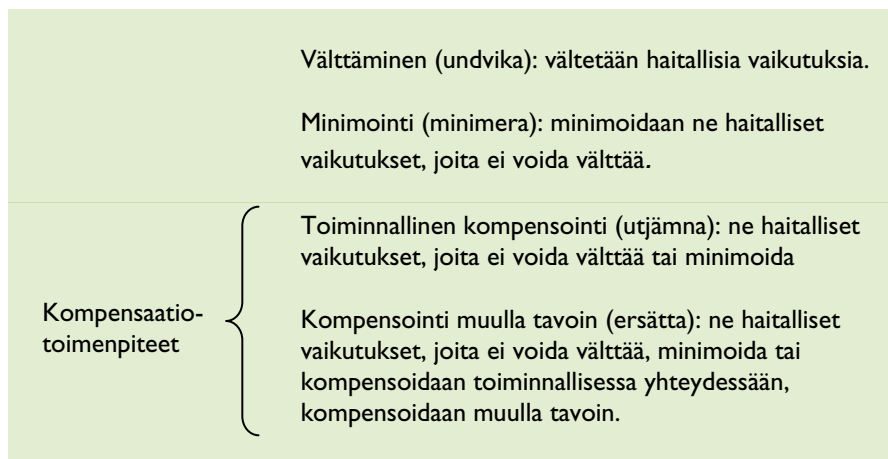 Välttäminen (undvika): vältetään haitallisia vaikutuksia.
Minimointi (minimera): minimoidaan ne haitalliset
vaikutukset, joita ei voida välttää.
Toiminnallinen kompensointi (utjämna): ne haitalliset
vaikutukset, joita ei voida välttää tai minimoida
Kompensaatio-
toimenpiteet
Kompensointi muulla tavoin (ersätta): ne haitalliset
vaikutukset, joita ei voida välttää, minimoida tai
kompensoidaan toiminnallisessa yhteydessään,
kompensoidaan muulla tavoin.